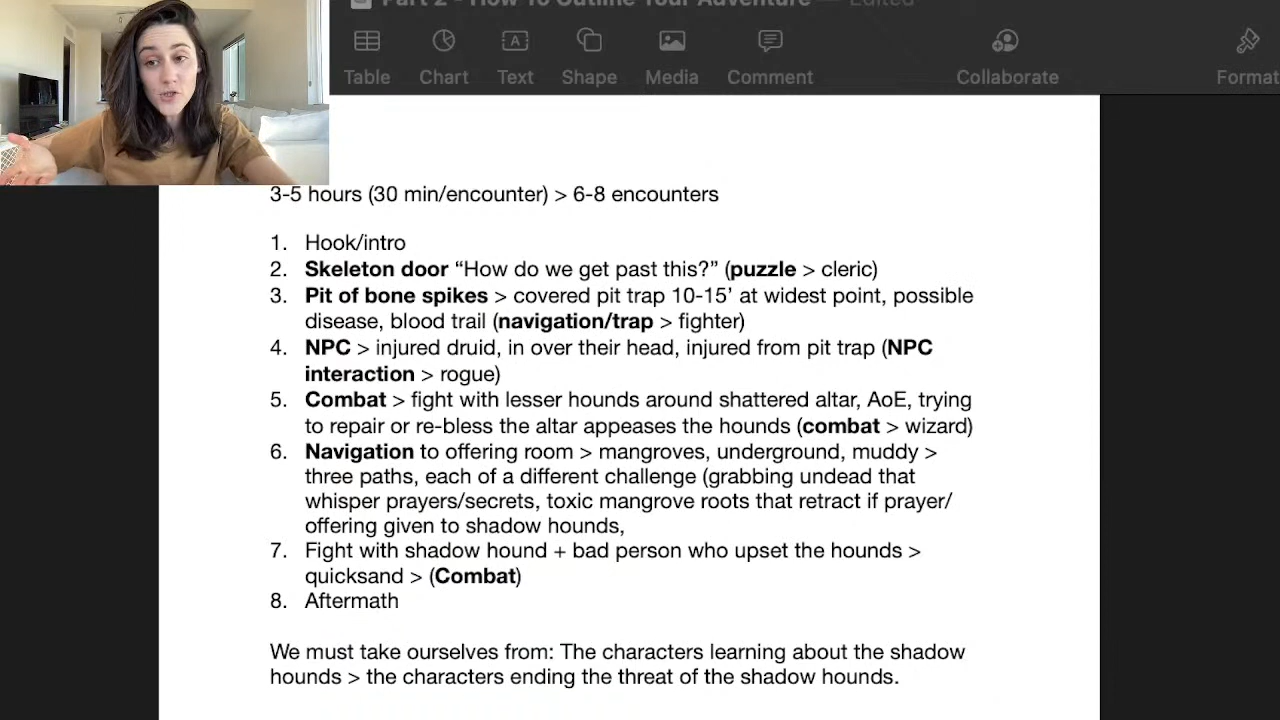 Part 2 - How To Outline Your Adventure — Edited
Table Chart Text Shape Media Comment Collaborate Format
3-5 hours (30 min/encounter) > 6-8 encounters
1. Hook/intro
2. Skeleton door “How do we get past this?” (puzzle > cleric)
3. Pit of bone spikes > covered pit trap 10-15’ at widest point, possible
disease, blood trail (navigation/trap > fighter)
4. NPC > injured druid, in over their head, injured from pit trap (NPC
interaction > rogue)
5. Combat > fight with lesser hounds around shattered altar, AoE, trying
to repair or re-bless the altar appeases the hounds (combat > wizard)
6. Navigation to offering room > mangroves, underground, muddy >
three paths, each of a different challenge (grabbing undead that
whisper prayers/secrets, toxic mangrove roots that retract if prayer/
offering given to shadow hounds,
7. Fight with shadow hound + bad person who upset the hounds >
quicksand > (Combat)
8. Aftermath
We must take ourselves from: The characters learning about the shadow
hounds > the characters ending the threat of the shadow hounds.